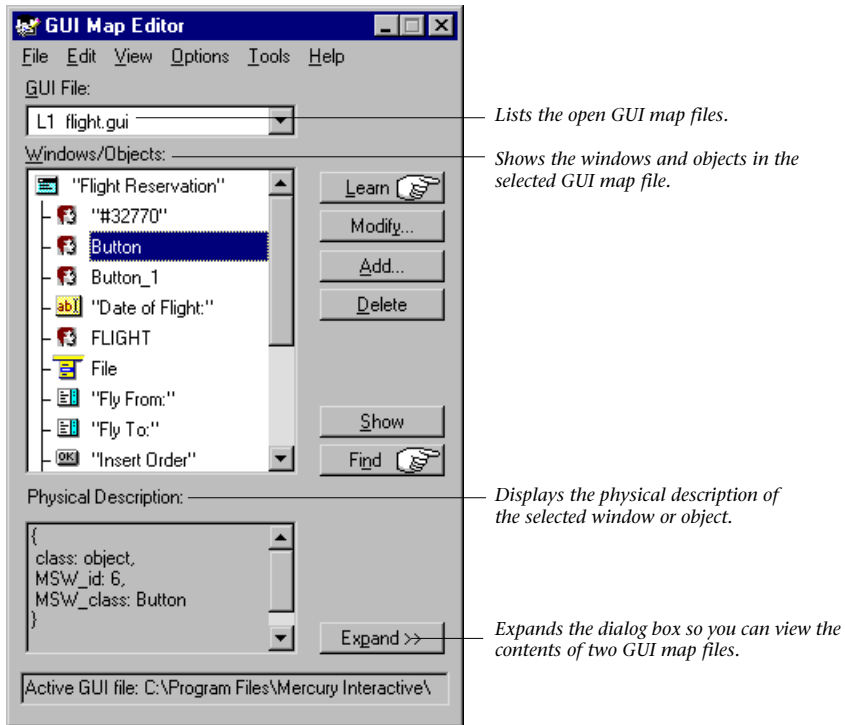 GUI Map Editor
File Edit View Options Tools Help
GUI File:
L1 flight.gui
Lists the open GUI map files.
Windows/Objects:
Shows the windows and objects in the
selected GUI map file.
"Flight Reservation"
"#32770"
Button
Button_1
"Date of Flight:"
FLIGHT
File
"Fly From:"
"Fly To:"
OK
"Insert Order"
abI
Learn
Modify...
Add...
Delete
Show
Find
Physical Description:
Displays the physical description of
the selected window or object.
{
class: object,
MSW_id: 6,
MSW_class: Button
}
Expand >>
Expands the dialog box so you can view the
contents of two GUI map files.
Active GUI file: C:\Program Files\Mercury Interactive\